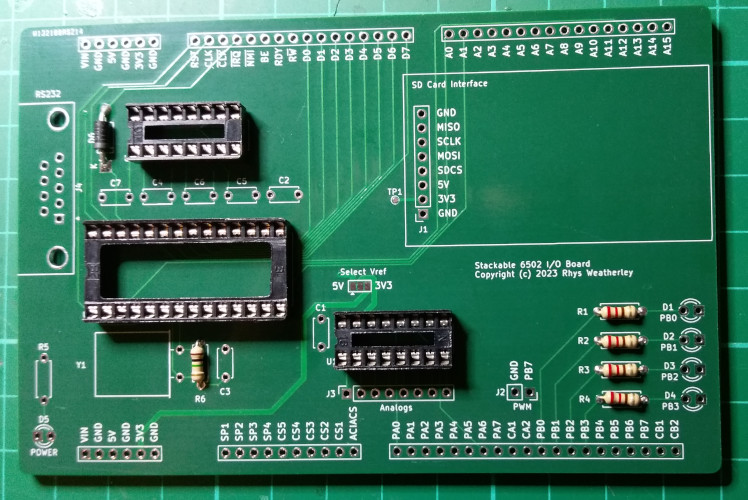 VIN GND 5V GND 3V3 GND
CLK IRQ NMI BE RDY RW D0 D1 D2 D3 D4 D5 D6 D7
A0 A1 A2 A3 A4 A5 A6 A7 A8 A9 A10 A11 A12 A13 A14 A15
RS232
SD Card Interface
GND
MISO
SCLK
MOSI
SDCS
5V
3V3
GND
J1
TP1
K
J4
C7 C4 C6 C5 C2
Stackable 6502 I/O Board
Copyright (c) 2023 Rhys Weatherley
Select Vref
5V 3V3
C1
R1 D1
PB0
R2 D2
PB1
R3 D3
PB2
R4 D4
PB3
R5
Y1
R6
C3
J3
Analogs
GND PB7
J2
PWM
D5
POWER
VIN GND 5V GND 3V3 GND
SP1 SP2 SP3 SP4 CS5 CS4 CS3 CS2 CS1 ACIACS
PA0 PA1 PA2 PA3 PA4 PA5 PA6 PA7 CA1 CA2 PB0 PB1 PB2 PB3 PB4 PB5 PB6 PB7 CB1 CB2